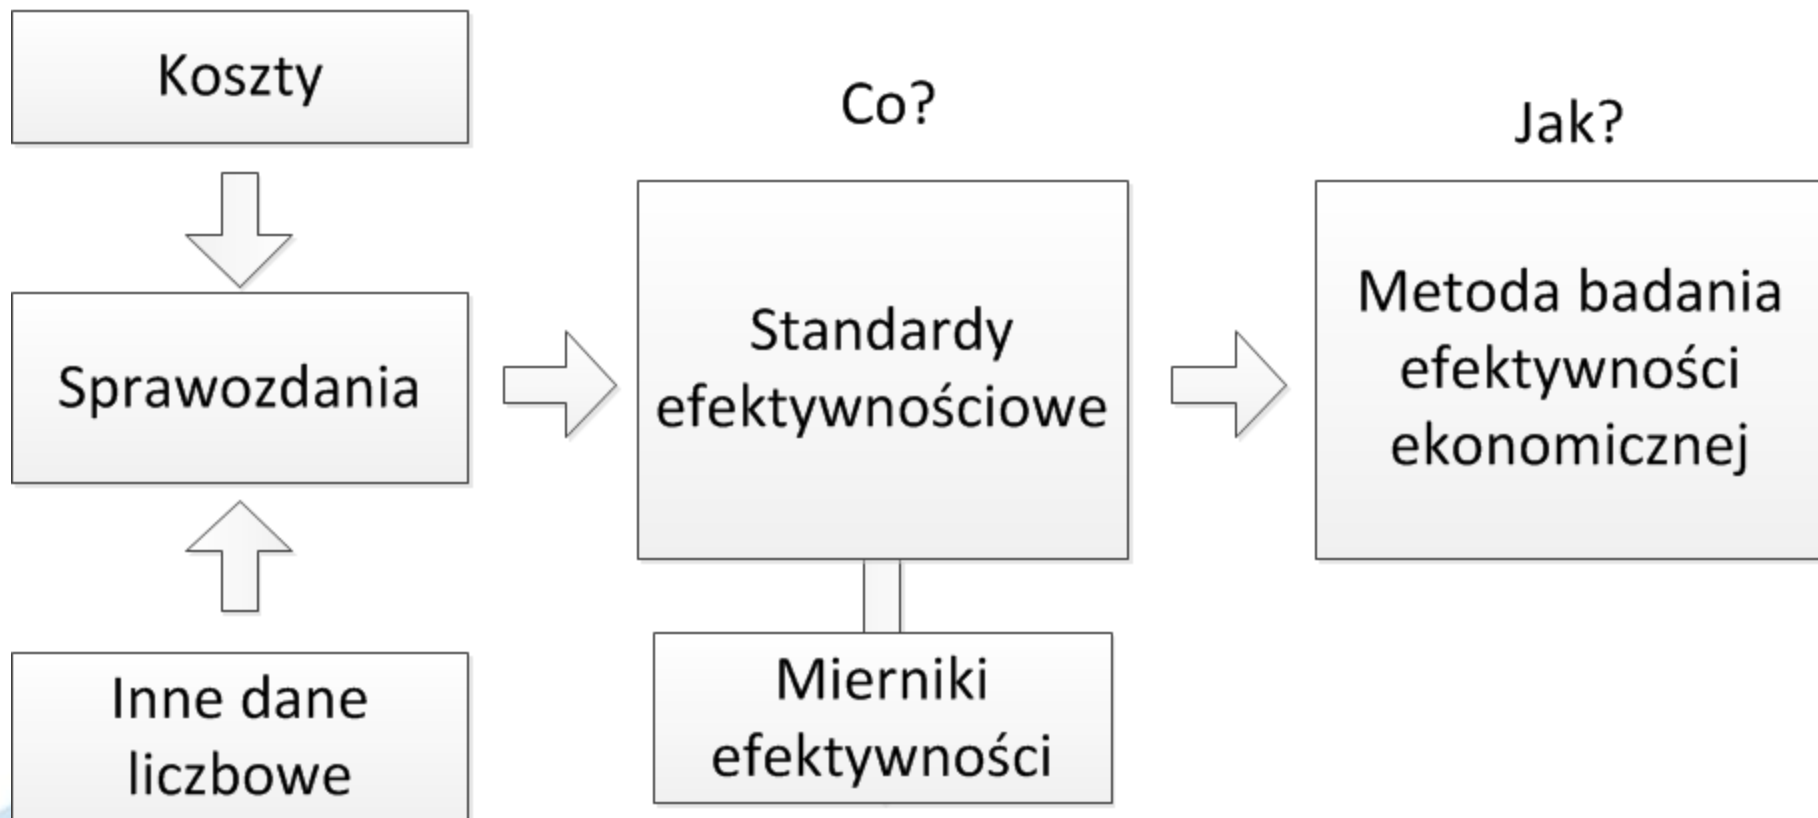 Koszty
Co?
Jak?
Sprawozdania
Standardy
efektywnościowe
Metoda badania
efektywności
ekonomicznej
Inne dane
liczbowe
Mierniki
efektywności